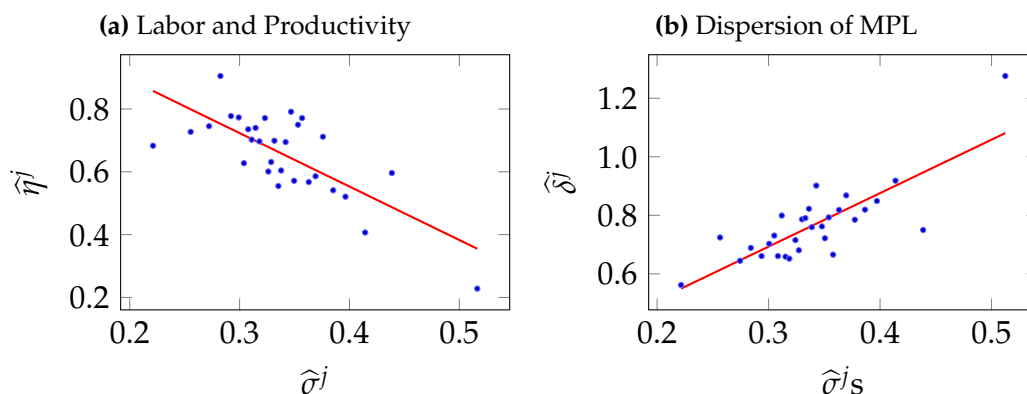 (a) Labor and Productivity
0.8
0.6
0.4
0.2
η̂^j
0.2 0.3 0.4 0.5
σ̂^j
(b) Dispersion of MPL
1.2
1.0
0.8
0.6
δ̂^j
0.2 0.3 0.4 0.5
σ̂^j s